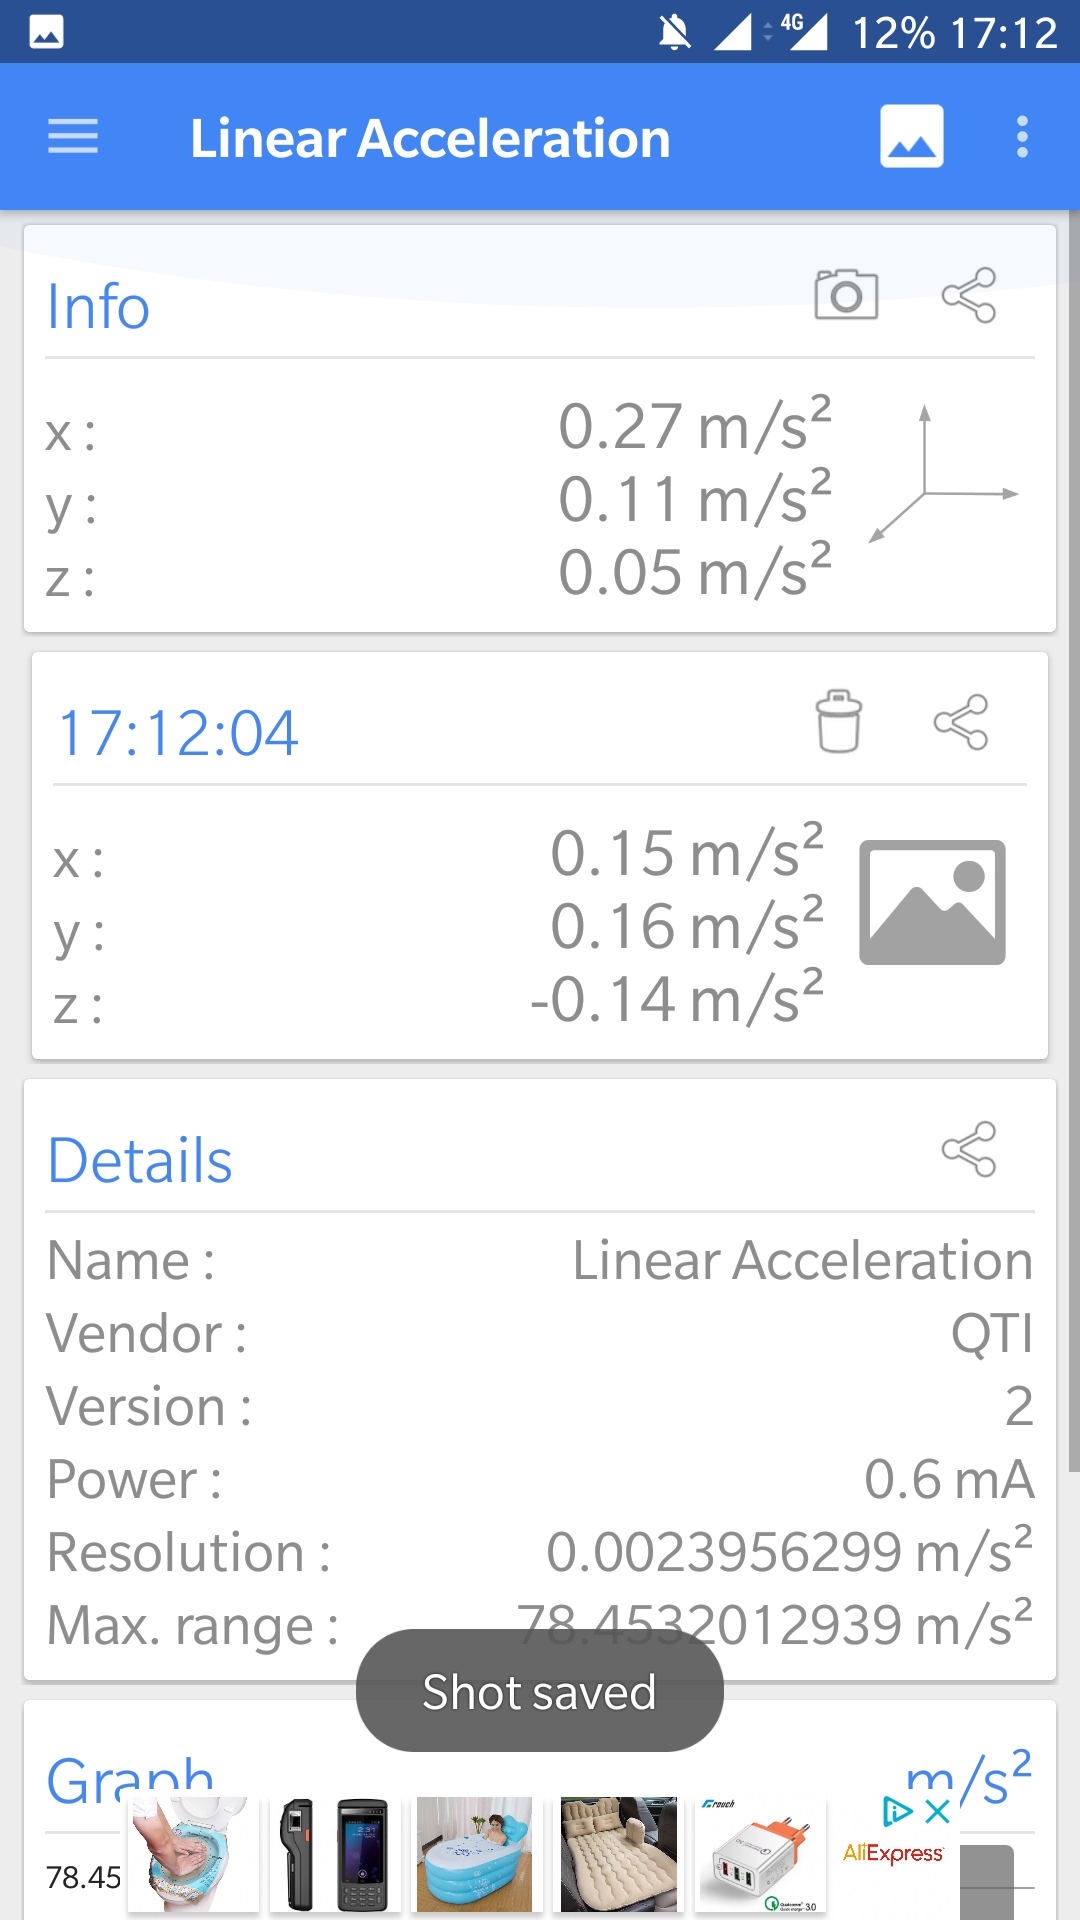 4G 12% 17:12
Linear Acceleration
Info
x : 0.27 m/s²
y : 0.11 m/s²
z : 0.05 m/s²
17:12:04
x : 0.15 m/s²
y : 0.16 m/s²
z : -0.14 m/s²
Details
Name : Linear Acceleration
Vendor : QTI
Version : 2
Power : 0.6 mA
Resolution : 0.0023956299 m/s²
Max. range : 78.4532012939 m/s²
Shot saved
Graph m/s²
78.45
AliExpress